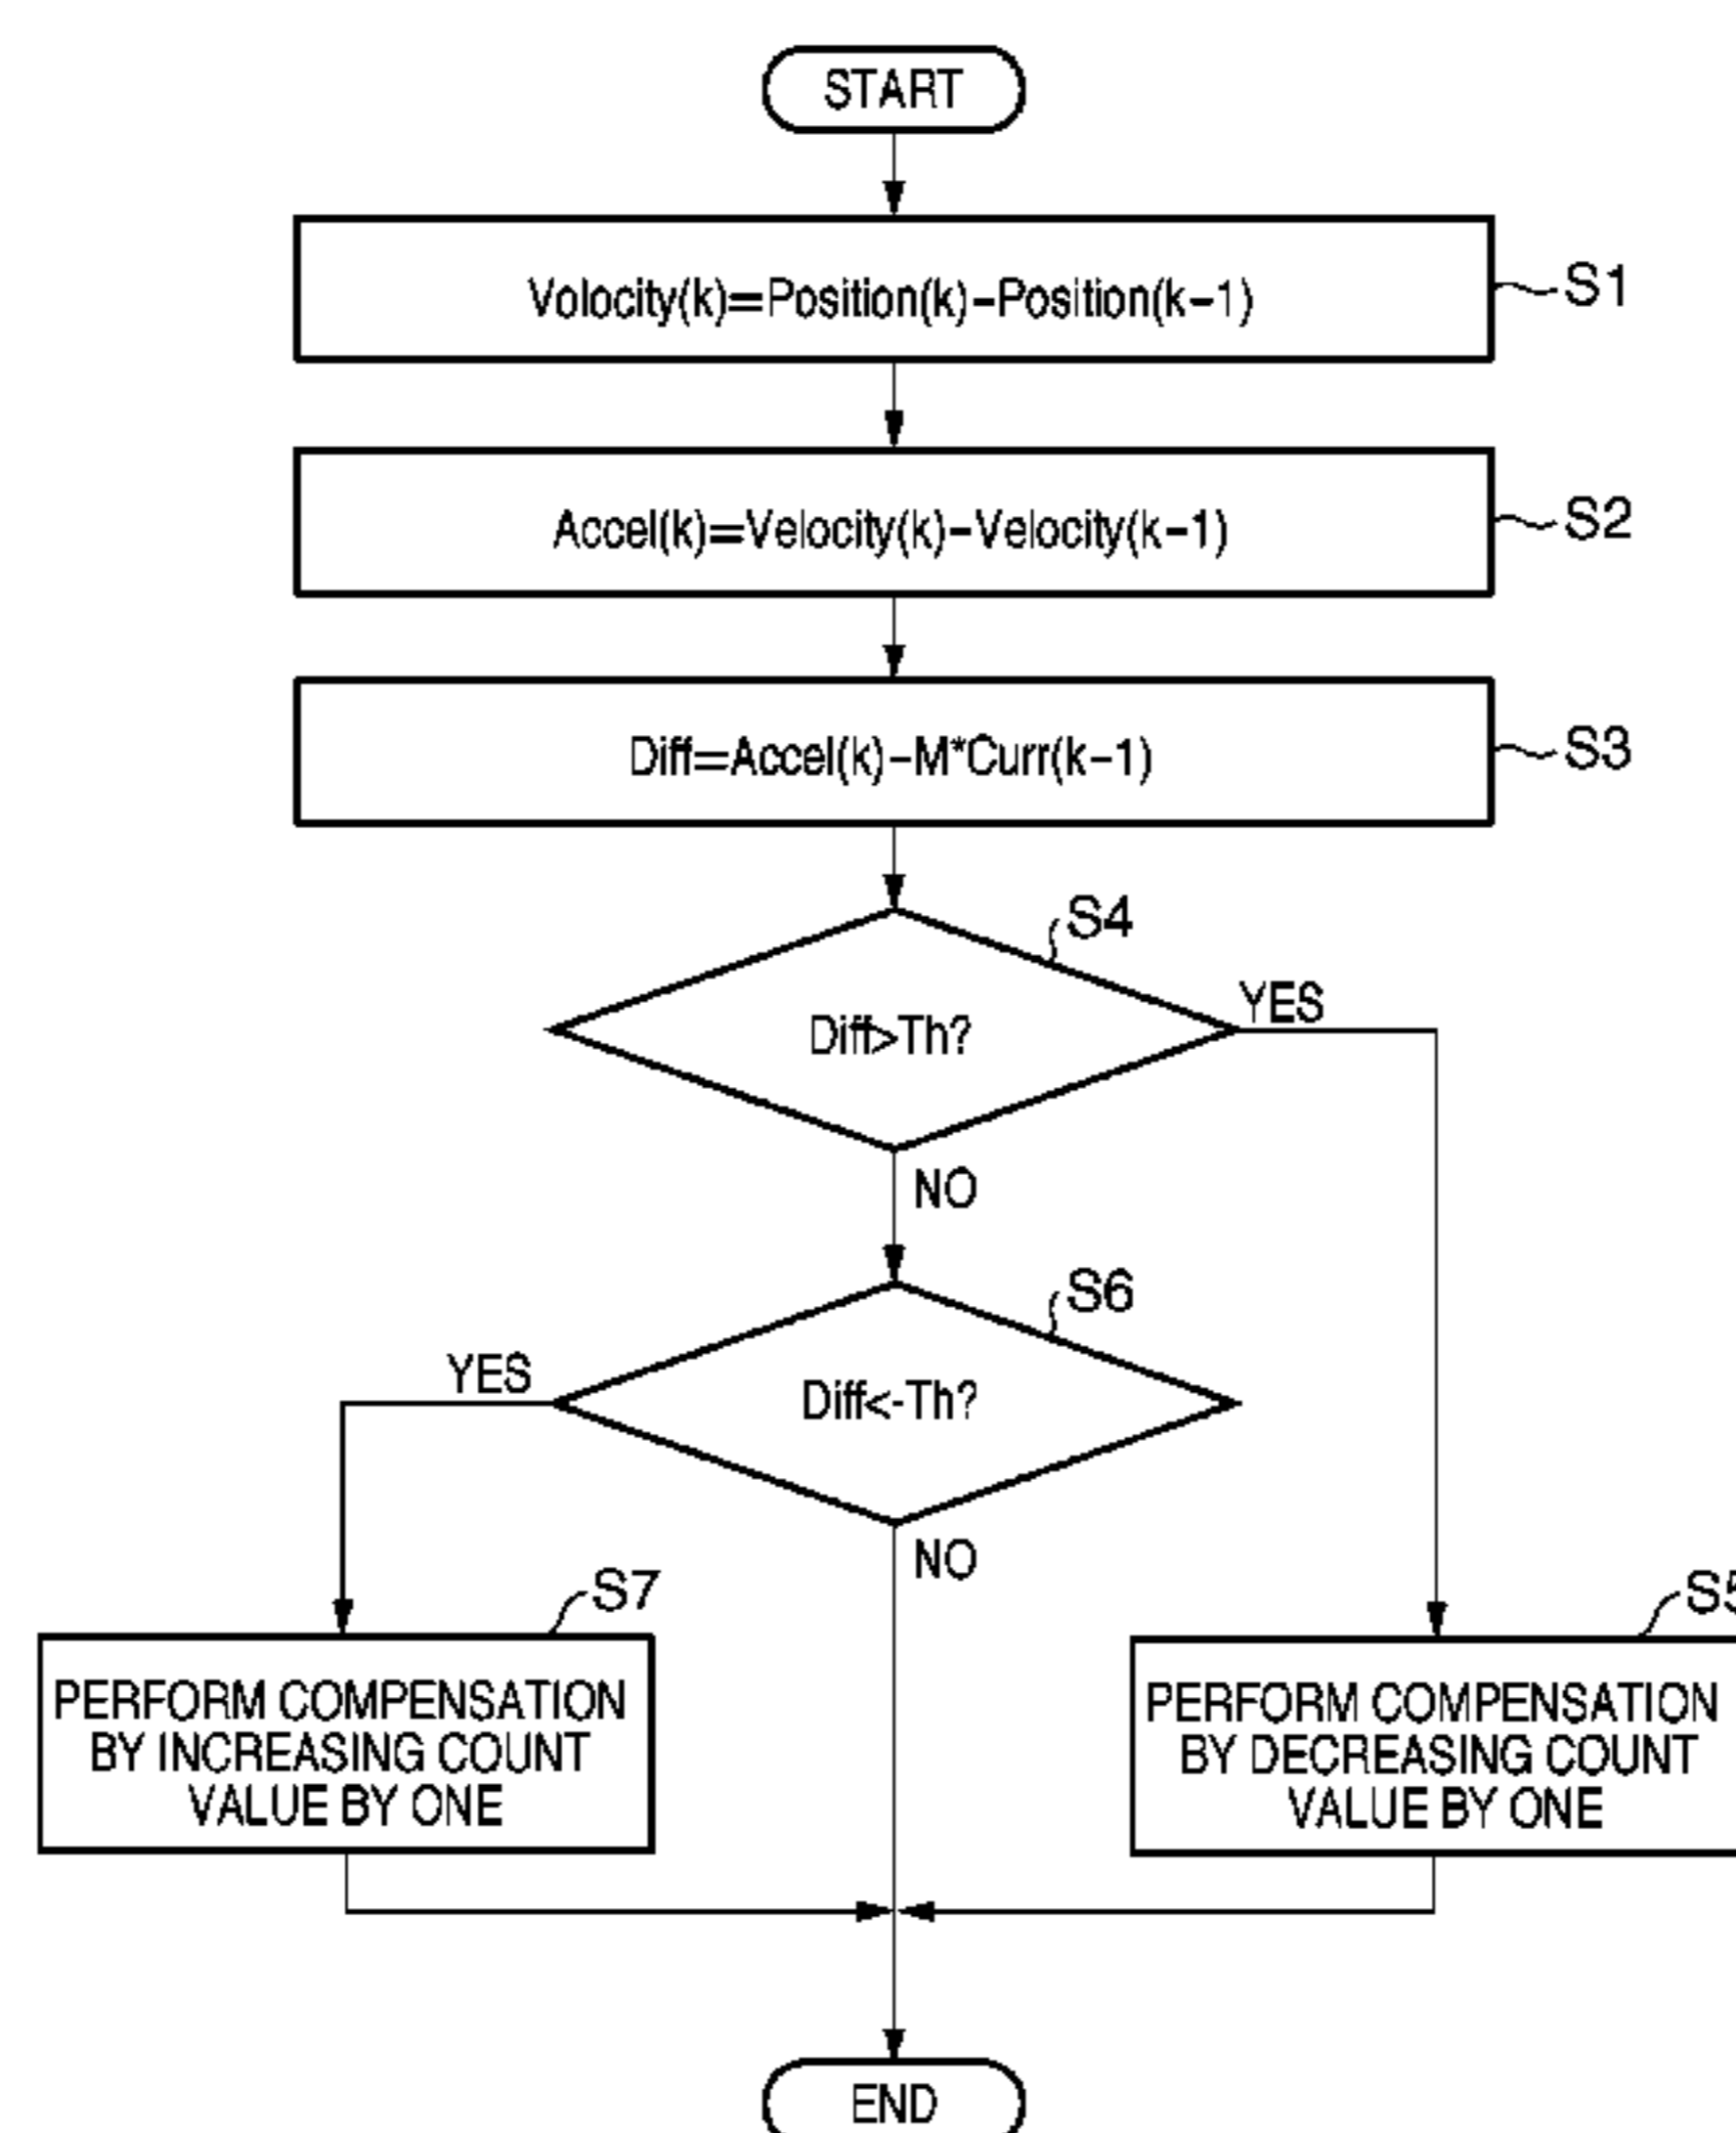 START
Volocity(k)=Position(k)-Position(k-1)
S1
Accel(k)=Velocity(k)-Velocity(k-1)
S2
Diff=Accel(k)-M*Curr(k-1)
S3
S4
Diff>Th?
YES
NO
S6
Diff<-Th?
YES
NO
S7
PERFORM COMPENSATION
BY INCREASING COUNT
VALUE BY ONE
S5
PERFORM COMPENSATION
BY DECREASING COUNT
VALUE BY ONE
END